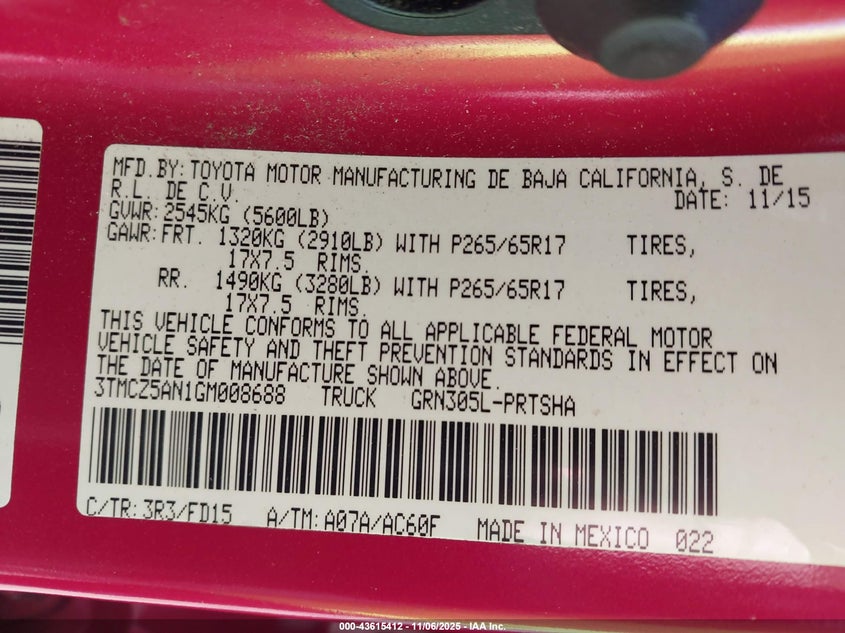 MFD.BY:TOYOTA MOTOR MANUFACTURING DE BAJA CALIFORNIA, S. DE
R.L. DE C.V.
DATE: 11/15
GVWR:2545KG (5600LB)
GAWR:FRT. 1320KG (2910LB) WITH P265/65R17 TIRES,
17X7.5 RIMS.
RR. 1490KG (3280LB) WITH P265/65R17 TIRES,
17X7.5 RIMS.
THIS VEHICLE CONFORMS TO ALL APPLICABLE FEDERAL MOTOR
VEHICLE SAFETY AND THEFT PREVENTION STANDARDS IN EFFECT ON
THE DATE OF MANUFACTURE SHOWN ABOVE.
3TMCZ5AN1GM008688 TRUCK GRN305L-PRTSHA
C/TR:3R3/FD15 A/TM:A07A/AC60F MADE IN MEXICO 022
000-43615412 - 11/06/2025 - IAA Inc.